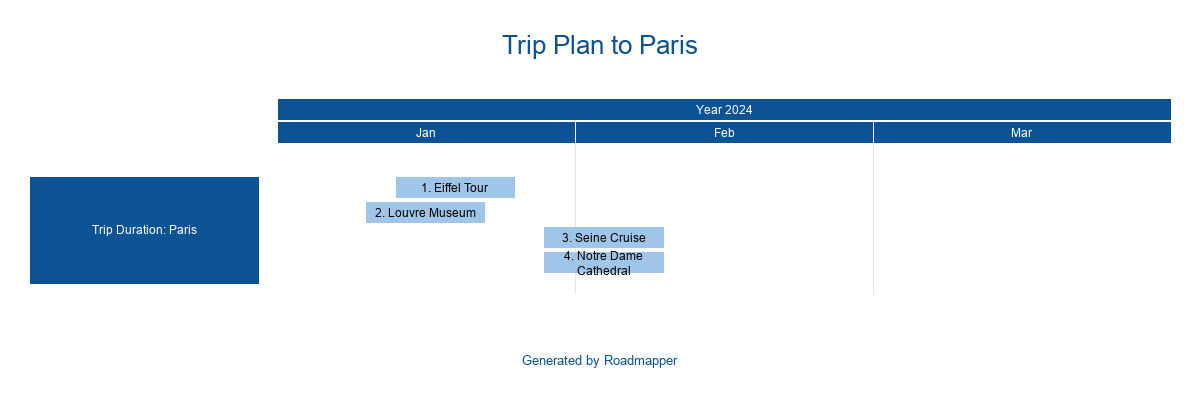 Trip Plan to Paris
Year 2024
Jan
Feb
Mar
Trip Duration: Paris
1. Eiffel Tour
2. Louvre Museum
3. Seine Cruise
4. Notre Dame
Cathedral
Generated by Roadmapper